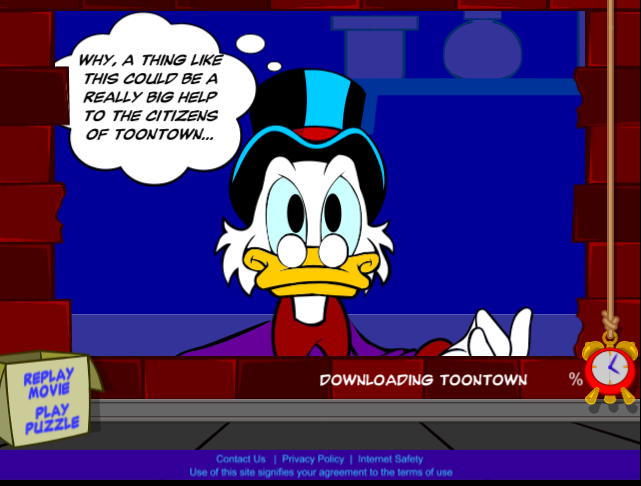 WHY, A THING LIKE
THIS COULD BE A
REALLY BIG HELP
TO THE CITIZENS
OF TOONTOWN...
DOWNLOADING TOONTOWN %
REPLAY
MOVIE
PLAY
PUZZLE
Contact Us | Privacy Policy | Internet Safety
Use of this site signifies your agreement to the terms of use